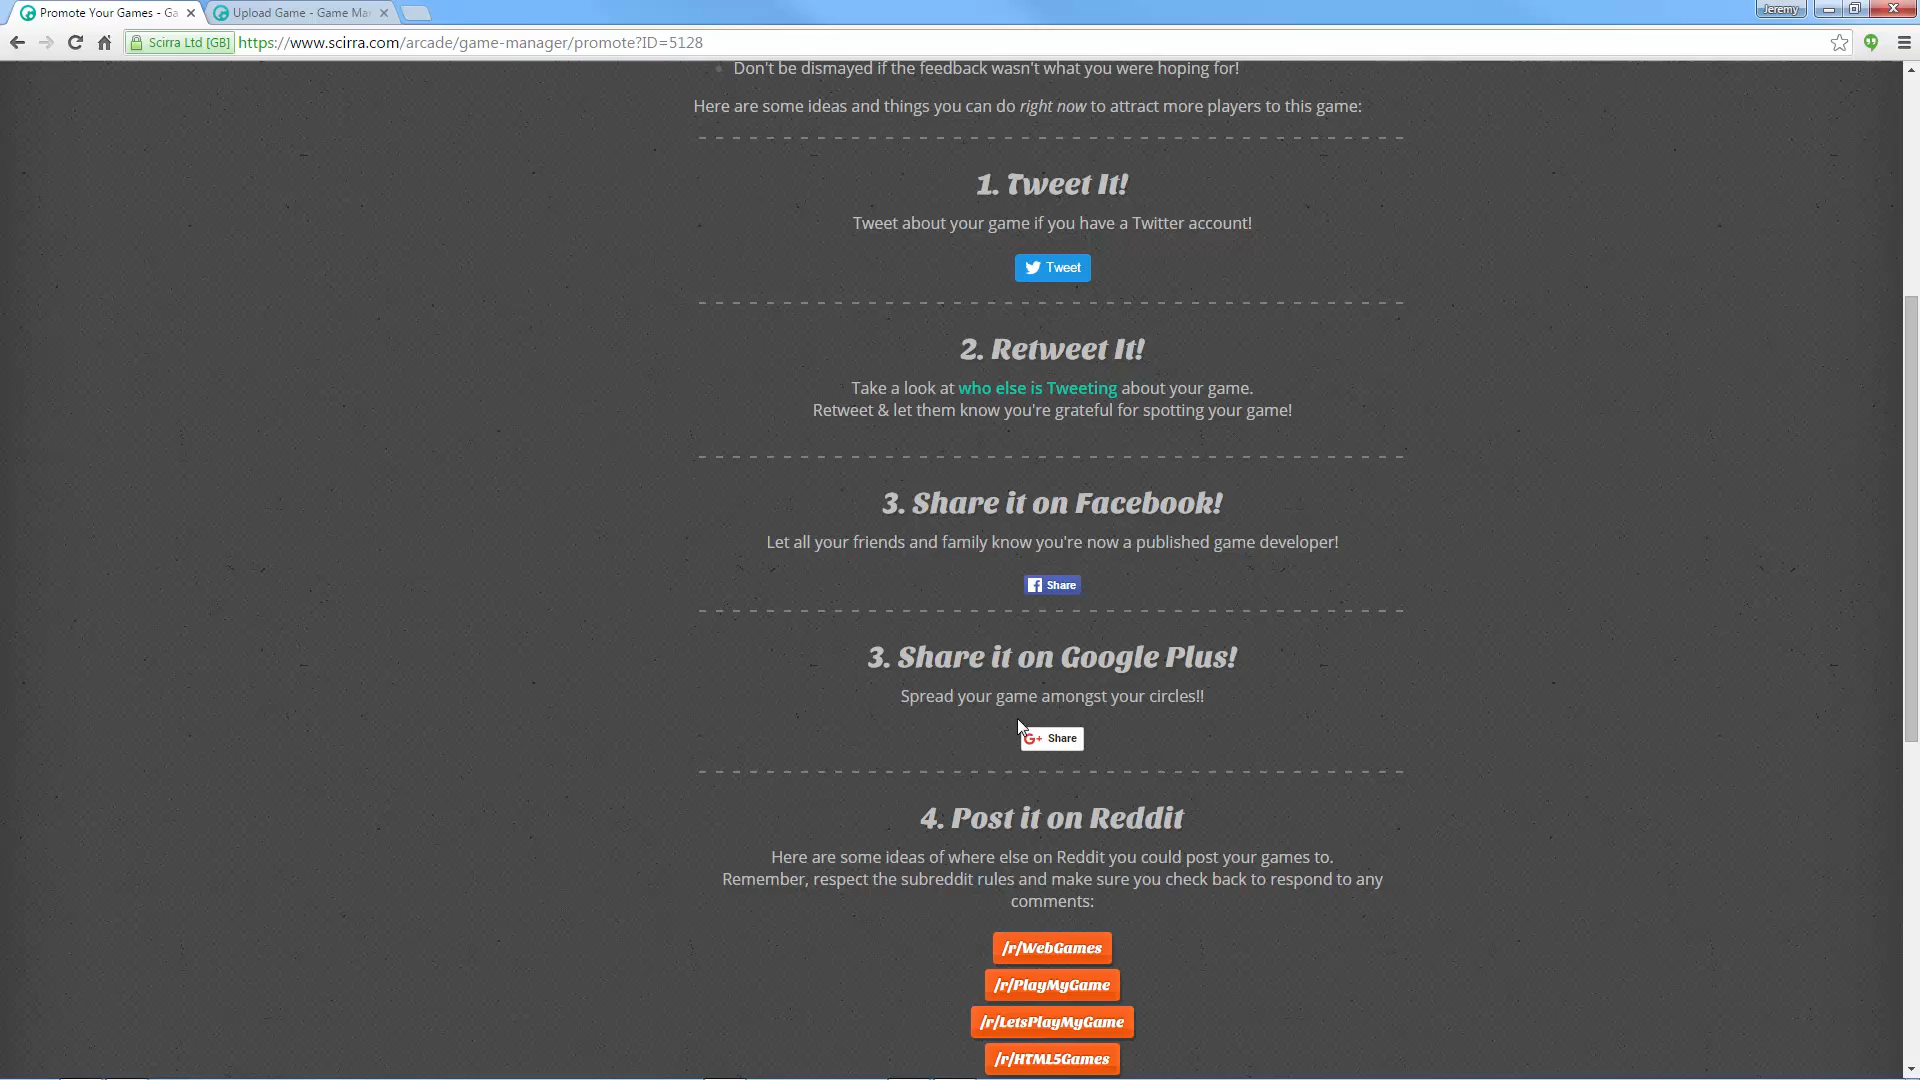 Promote Your Games - Ga
Upload Game - Game Ma
Jeremy
Scirra Ltd [GB]
https://www.scirra.com/arcade/game-manager/promote?ID=5128
Don't be dismayed if the feedback wasn't what you were hoping for!
Here are some ideas and things you can do right now to attract more players to this game:
1. Tweet It!
Tweet about your game if you have a Twitter account!
Tweet
2. Retweet It!
Take a look at who else is Tweeting about your game.
Retweet & let them know you're grateful for spotting your game!
3. Share it on Facebook!
Let all your friends and family know you're now a published game developer!
Share
3. Share it on Google Plus!
Spread your game amongst your circles!!
G+ Share
4. Post it on Reddit
Here are some ideas of where else on Reddit you could post your games to.
Remember, respect the subreddit rules and make sure you check back to respond to any
comments:
/r/WebGames
/r/PlayMyGame
/r/LetsPlayMyGame
/r/HTML5Games